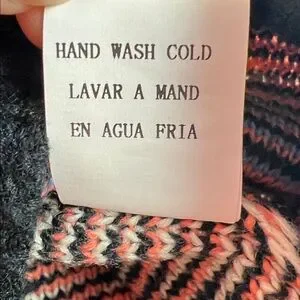 HAND WASH COLD
LAVAR A MAND
EN AGUA FRIA